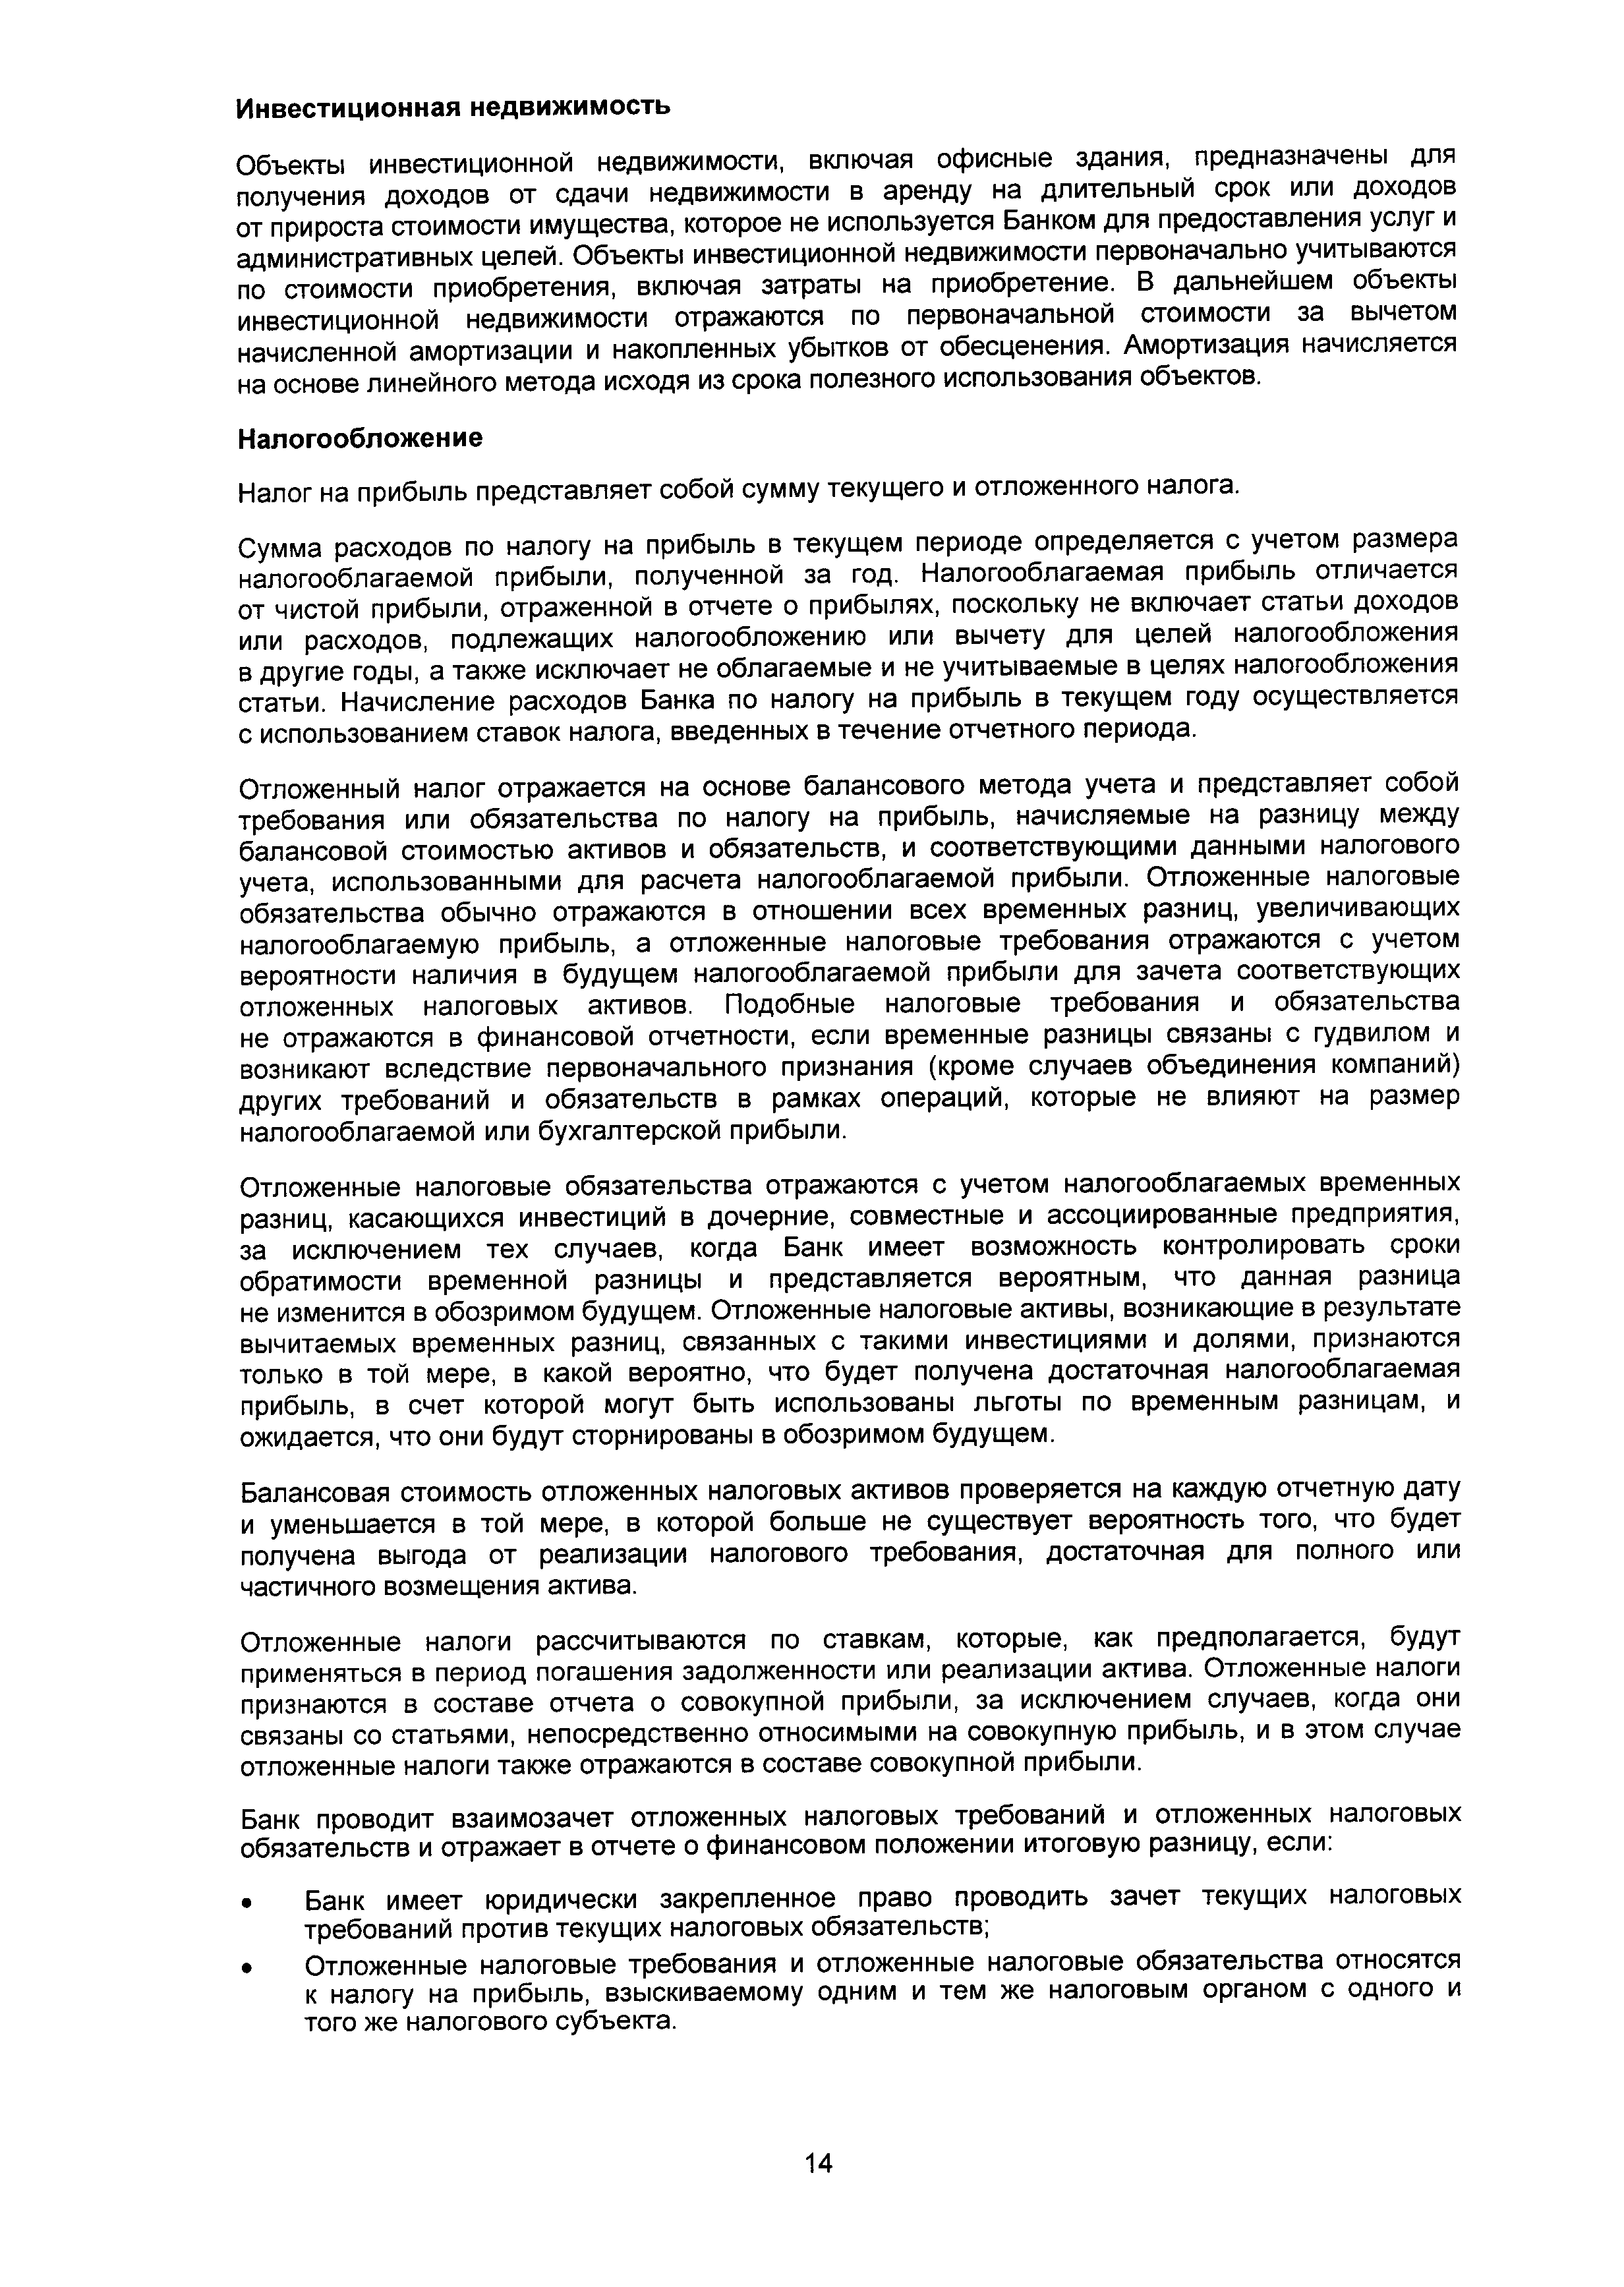 Инвестиционная недвижимость
Объекты инвестиционной недвижимости, включая офисные здания, предназначены для
получения доходов от сдачи недвижимости в аренду на длительный срок или доходов
от прироста стоимости имущества, которое не используется Банком для предоставления услуг и
административных целей. Объекты инвестиционной недвижимости первоначально учитываются
по стоимости приобретения, включая затраты на приобретение. В дальнейшем объекты
инвестиционной недвижимости отражаются по первоначальной стоимости за вычетом
начисленной амортизации и накопленных убытков от обесценения. Амортизация начисляется
на основе линейного метода исходя из срока полезного использования объектов.
Налогообложение
Налог на прибыль представляет собой сумму текущего и отложенного налога.
Сумма расходов по налогу на прибыль в текущем периоде определяется с учетом размера
налогооблагаемой прибыли, полученной за год. Налогооблагаемая прибыль отличается
от чистой прибыли, отраженной в отчете о прибылях, поскольку не включает статьи доходов
или расходов, подлежащих налогообложению или вычету для целей налогообложения
в другие годы, а также исключает не облагаемые и не учитываемые в целях налогообложения
статьи. Начисление расходов Банка по налогу на прибыль в текущем году осуществляется
с использованием ставок налога, введенных в течение отчетного периода.
Отложенный налог отражается на основе балансового метода учета и представляет собой
требования или обязательства по налогу на прибыль, начисляемые на разницу между
балансовой стоимостью активов и обязательств, и соответствующими данными налогового
учета, использованными для расчета налогооблагаемой прибыли. Отложенные налоговые
обязательства обычно отражаются в отношении всех временных разниц, увеличивающих
налогооблагаемую прибыль, а отложенные налоговые требования отражаются с учетом
вероятности наличия в будущем налогооблагаемой прибыли для зачета соответствующих
отложенных налоговых активов. Подобные налоговые требования и обязательства
не отражаются в финансовой отчетности, если временные разницы связаны с гудвилом и
возникают вследствие первоначального признания (кроме случаев объединения компаний)
других требований и обязательств в рамках операций, которые не влияют на размер
налогооблагаемой или бухгалтерской прибыли.
Отложенные налоговые обязательства отражаются с учетом налогооблагаемых временных
разниц, касающихся инвестиций в дочерние, совместные и ассоциированные предприятия,
за исключением тех случаев, когда Банк имеет возможность контролировать сроки
обратимости временной разницы и представляется вероятным, что данная разница
не изменится в обозримом будущем. Отложенные налоговые активы, возникающие в результате
вычитаемых временных разниц, связанных с такими инвестициями и долями, признаются
только в той мере, в какой вероятно, что будет получена достаточная налогооблагаемая
прибыль, в счет которой могут быть использованы льготы по временным разницам, и
ожидается, что они будут сторнированы в обозримом будущем.
Балансовая стоимость отложенных налоговых активов проверяется на каждую отчетную дату
и уменьшается в той мере, в которой больше не существует вероятность того, что будет
получена выгода от реализации налогового требования, достаточная для полного или
частичного возмещения актива.
Отложенные налоги рассчитываются по ставкам, которые, как предполагается, будут
применяться в период погашения задолженности или реализации актива. Отложенные налоги
признаются в составе отчета о совокупной прибыли, за исключением случаев, когда они
связаны со статьями, непосредственно относимыми на совокупную прибыль, и в этом случае
отложенные налоги также отражаются в составе совокупной прибыли.
Банк проводит взаимозачет отложенных налоговых требований и отложенных налоговых
обязательств и отражает в отчете о финансовом положении итоговую разницу, если:
• Банк имеет юридически закрепленное право проводить зачет текущих налоговых
требований против текущих налоговых обязательств;
• Отложенные налоговые требования и отложенные налоговые обязательства относятся
к налогу на прибыль, взыскиваемому одним и тем же налоговым органом с одного и
того же налогового субъекта.
14